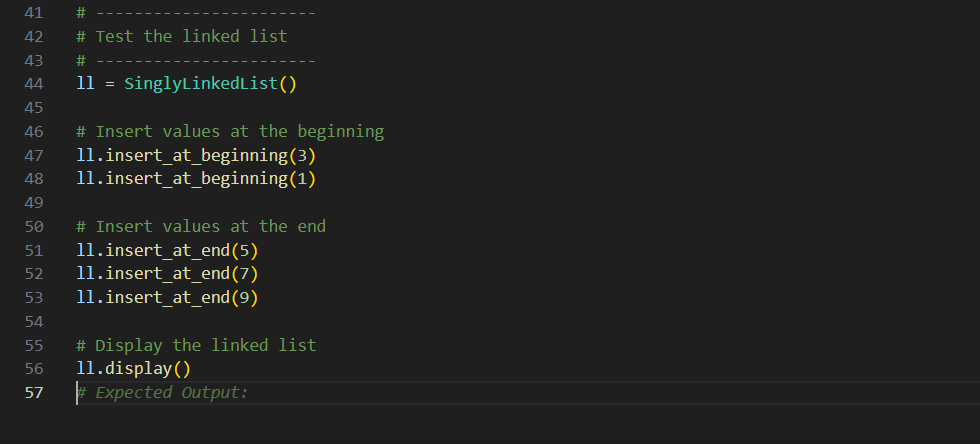 41 # -----------------------
42 # Test the linked list
43 # -----------------------
44 ll = SinglyLinkedList()
45
46 # Insert values at the beginning
47 ll.insert_at_beginning(3)
48 ll.insert_at_beginning(1)
49
50 # Insert values at the end
51 ll.insert_at_end(5)
52 ll.insert_at_end(7)
53 ll.insert_at_end(9)
54
55 # Display the linked list
56 ll.display()
57 # Expected Output: